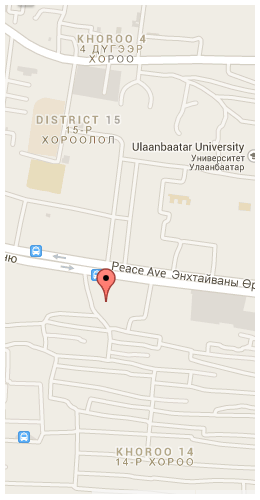 KHOROO 4
4 ДҮГЭЭР
ХОРОО
DISTRICT 15
15-Р
ХОРООЛОЛ
Ulaanbaatar University
Университет
Улаанбаатар
Peace Ave Энхтайваны Өр
ню
KHOROO 14
14-Р ХОРОО